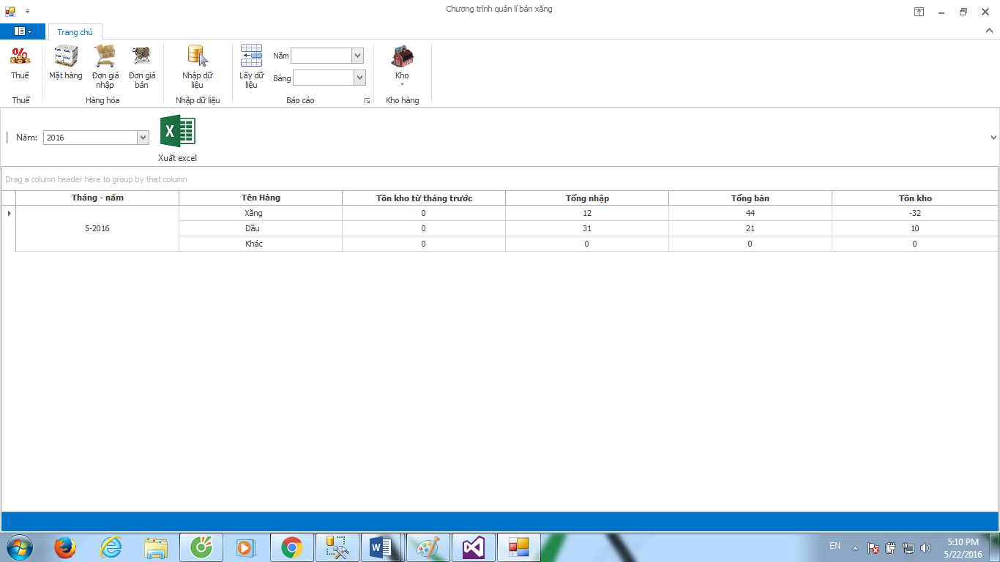 Chương trình quản lí bán xăng
Trang chủ
Thuế
Mặt hàng
Đơn giá
nhập
Đơn giá
bán
Nhập dữ
liệu
Lấy dữ
liệu
Năm
Bảng
Kho
Thuế
Hàng hóa
Nhập dữ liệu
Báo cáo
Kho hàng
Năm: 2016
Xuất excel
Drag a column header here to group by that column
Tháng - năm Tên Hàng Tồn kho từ tháng trước Tổng nhập Tổng bán Tồn kho
5-2016
Xăng 0 12 44 -32
Dầu 0 31 21 10
Khác 0 0 0 0
EN
5:10 PM
5/22/2016